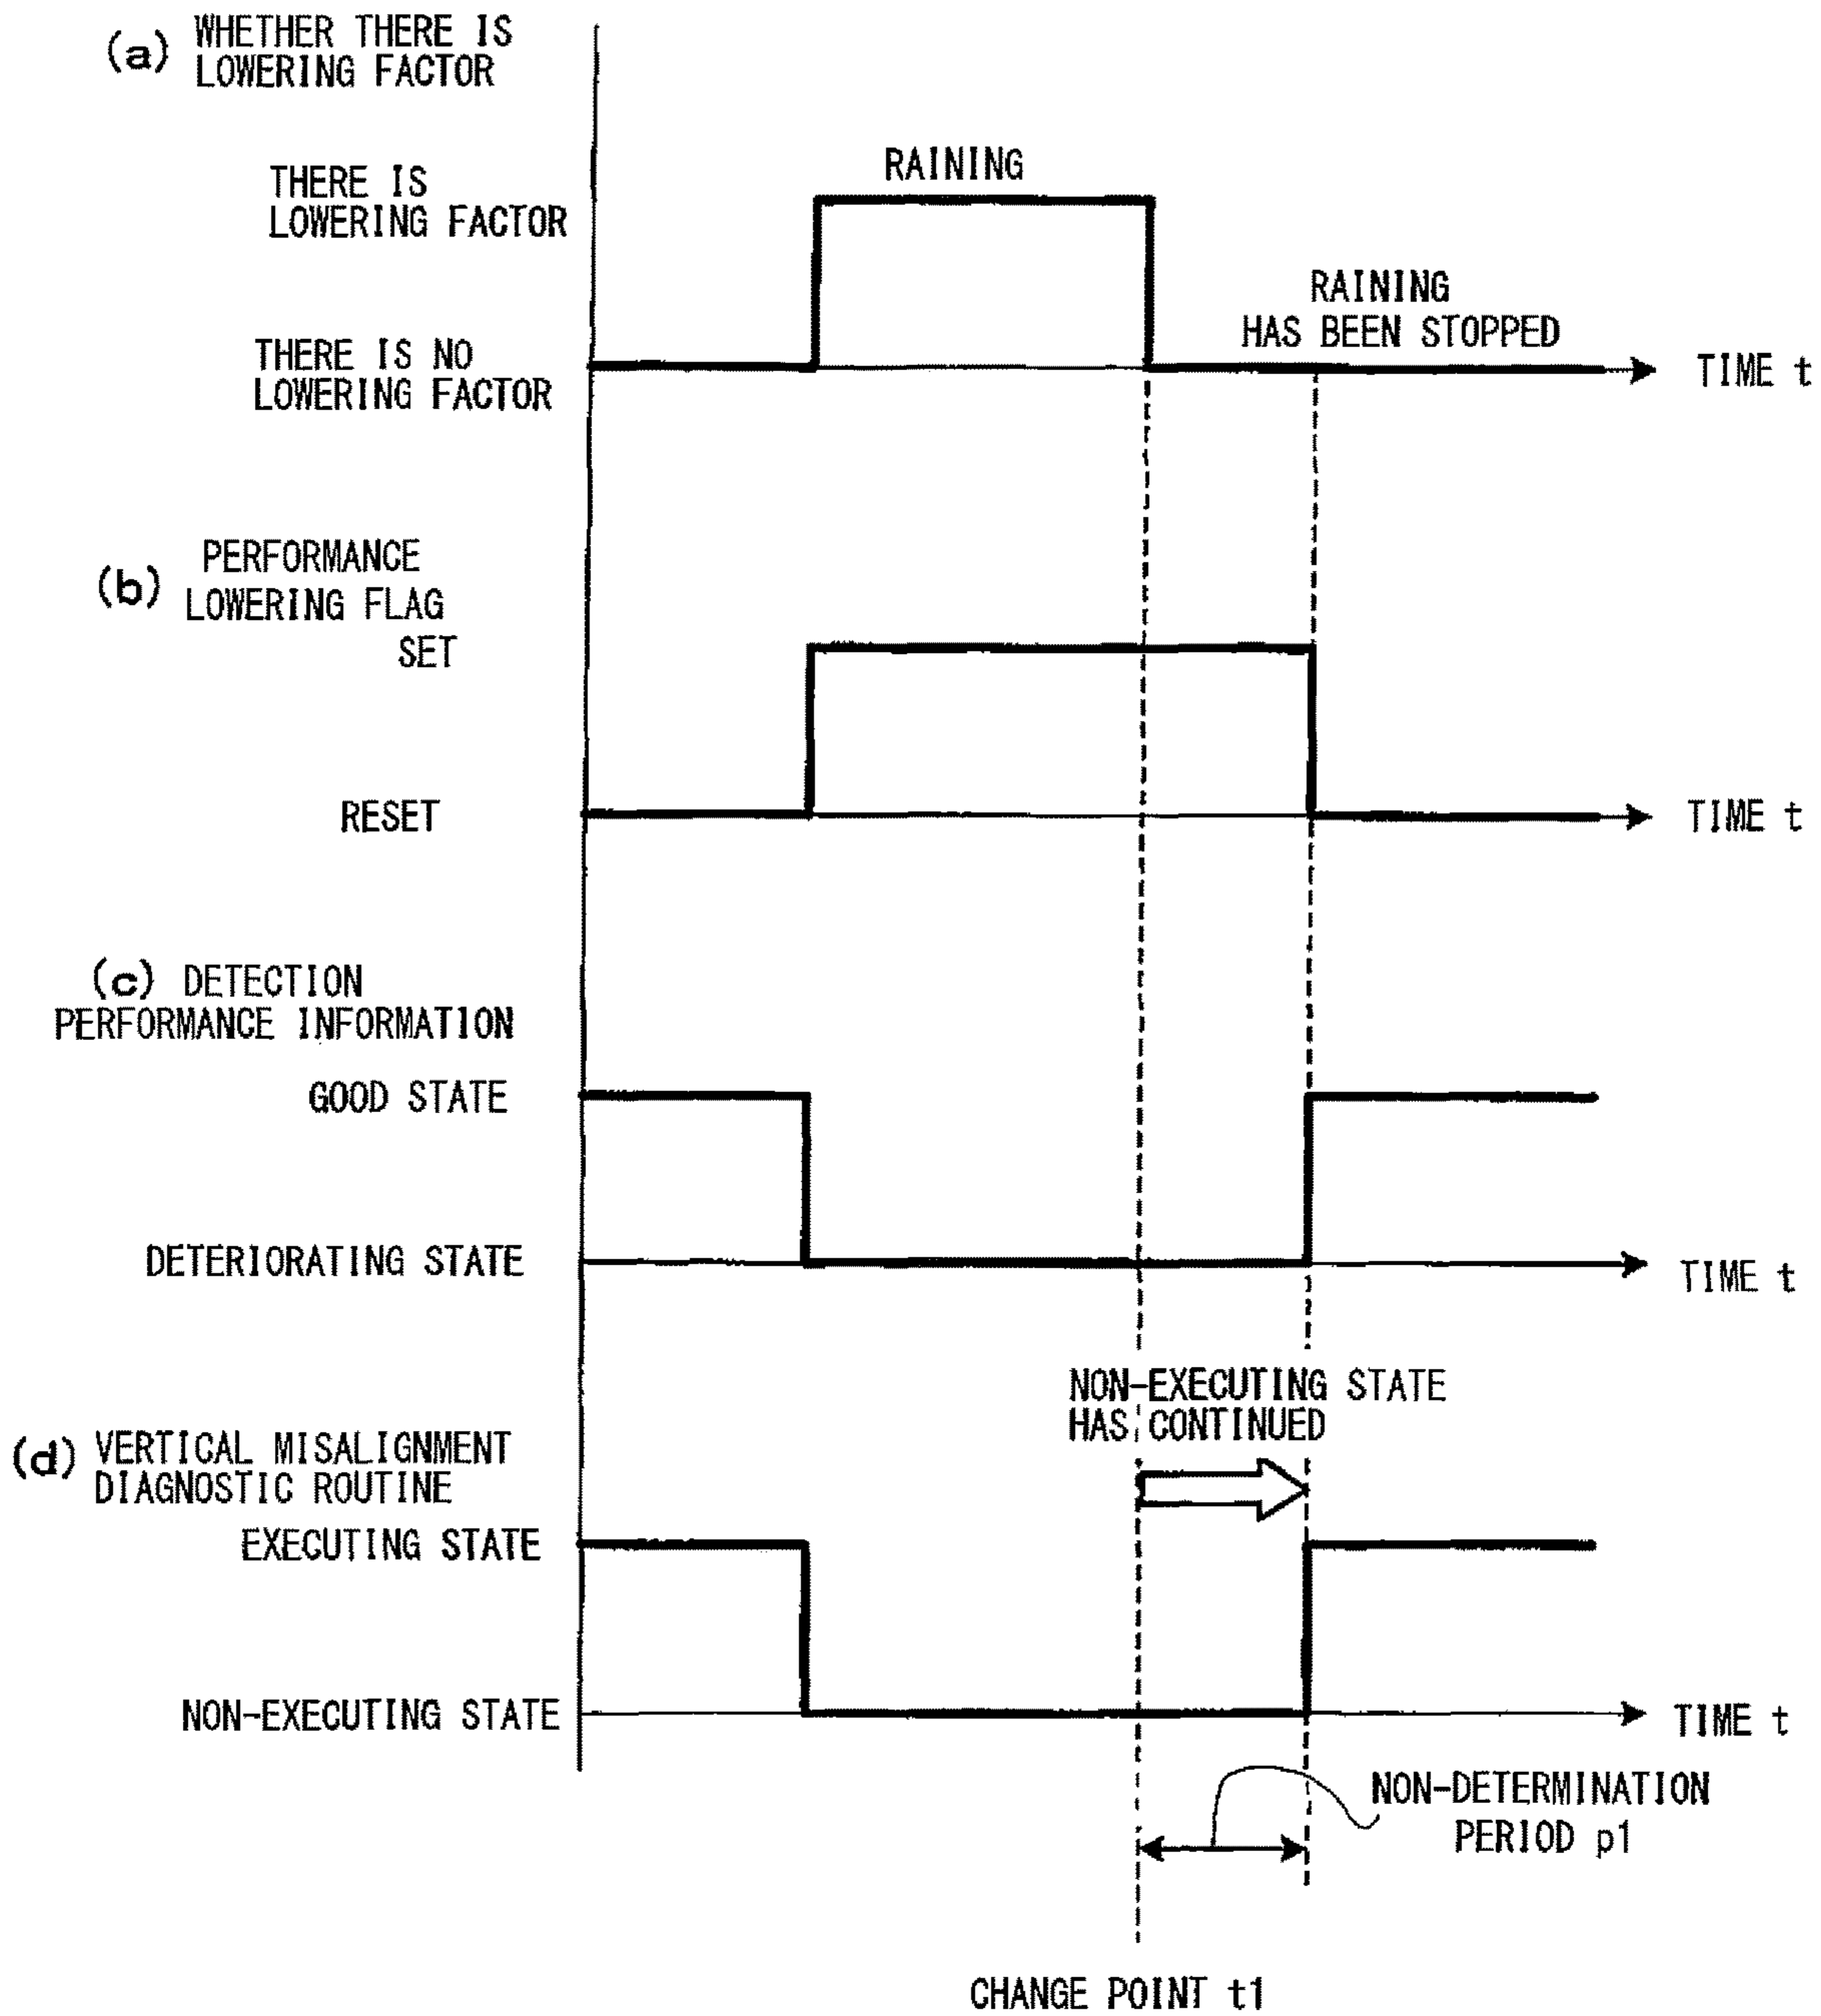 (a) WHETHER THERE IS
LOWERING FACTOR
RAINING
THERE IS
LOWERING FACTOR
RAINING
HAS BEEN STOPPED
THERE IS NO
LOWERING FACTOR
TIME t
(b) PERFORMANCE
LOWERING FLAG
SET
RESET
TIME t
(c) DETECTION
PERFORMANCE INFORMATION
GOOD STATE
DETERIORATING STATE
TIME t
NON-EXECUTING STATE
HAS CONTINUED
(d) VERTICAL MISALIGNMENT
DIAGNOSTIC ROUTINE
EXECUTING STATE
NON-EXECUTING STATE
TIME t
NON-DETERMINATION
PERIOD p1
CHANGE POINT t1